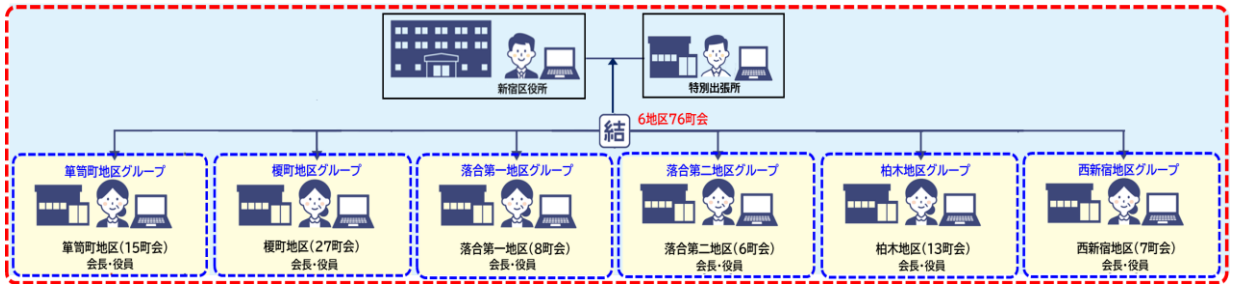 新宿区役所
特別出張所
結
6地区76町会
箪笥町地区グループ
箪笥町地区(15町会)
会長・役員
榎町地区グループ
榎町地区(27町会)
会長・役員
落合第一地区グループ
落合第一地区(8町会)
会長・役員
落合第二地区グループ
落合第二地区(6町会)
会長・役員
柏木地区グループ
柏木地区(13町会)
会長・役員
西新宿地区グループ
西新宿地区(7町会)
会長・役員